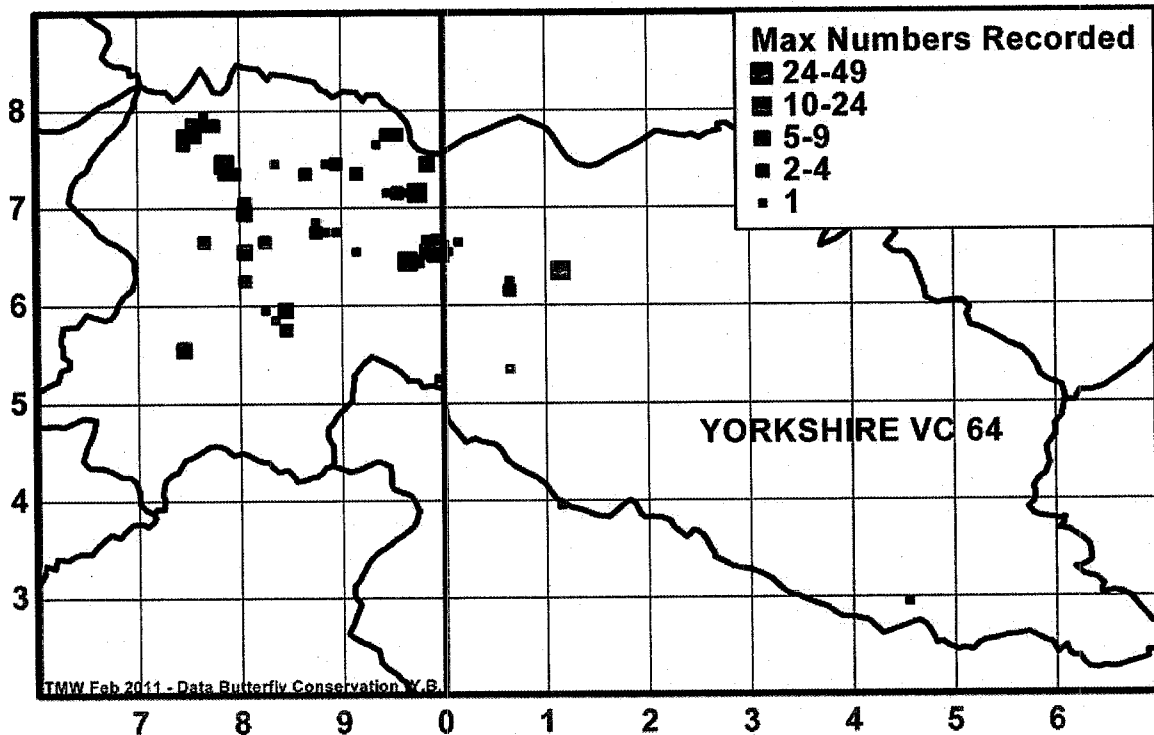 Max Numbers Recorded
24-49
10-24
5-9
2-4
1
8
7
6
5
4
3
YORKSHIRE VC 64
TMW Feb 2011 - Data Butterfly Conservation Y.B.
7 8 9 0 1 2 3 4 5 6